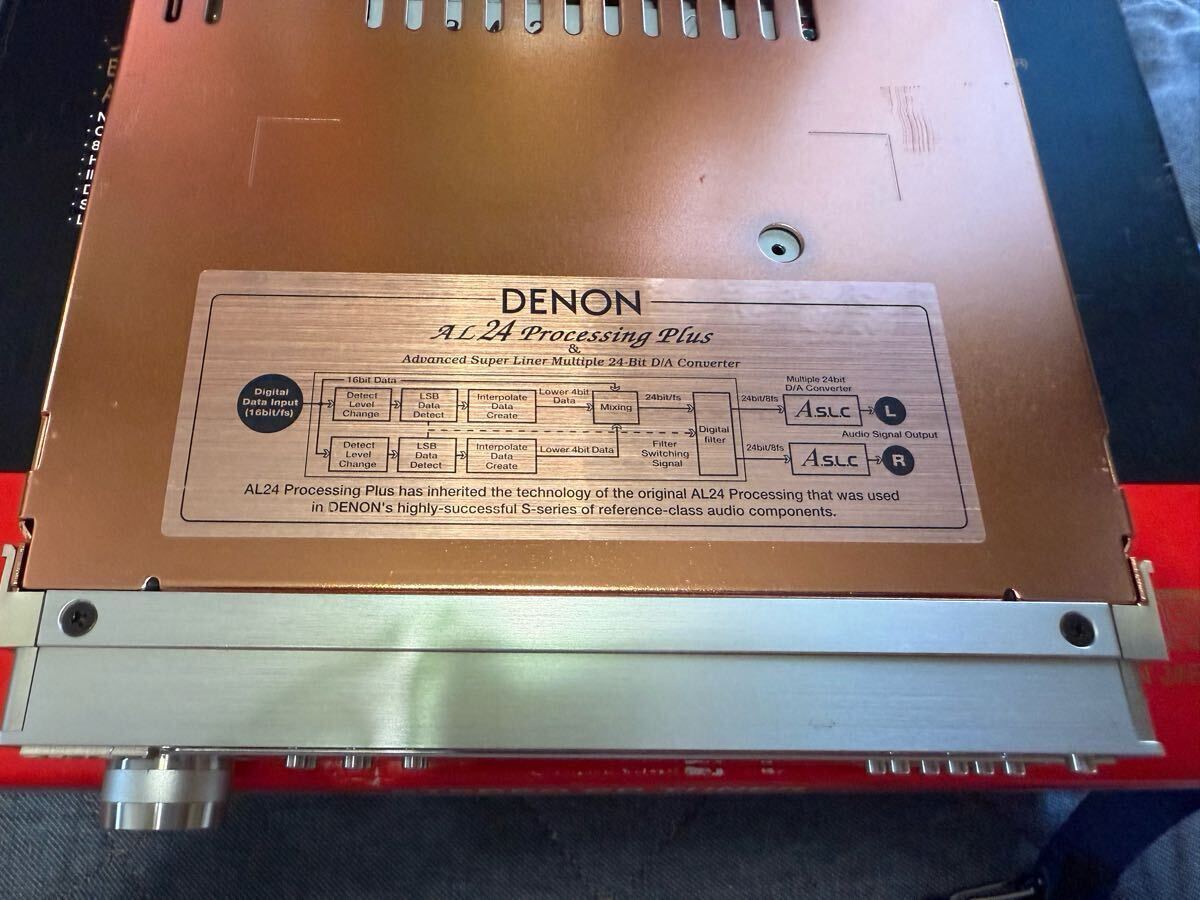 DENON
AL 24 Processing Plus
&
Advanced Super Liner Multiple 24-Bit D/A Converter
Digital
Data Input
(16bit/fs)
16bit Data
Detect
Level
Change
LSB
Data
Detect
Interpolate
Data
Create
Lower 4bit
Data
Mixing
24bit/fs
Digital
filter
24bit/8fs
Multiple 24bit
D/A Converter
A.S.L.C
L
Audio Signal Output
Detect
Level
Change
LSB
Data
Detect
Interpolate
Data
Create
Lower 4bit Data
Filter
Switching
Signal
24bit/8fs
A.S.L.C
R
AL24 Processing Plus has inherited the technology of the original AL24 Processing that was used
in DENON's highly-successful S-series of reference-class audio components.